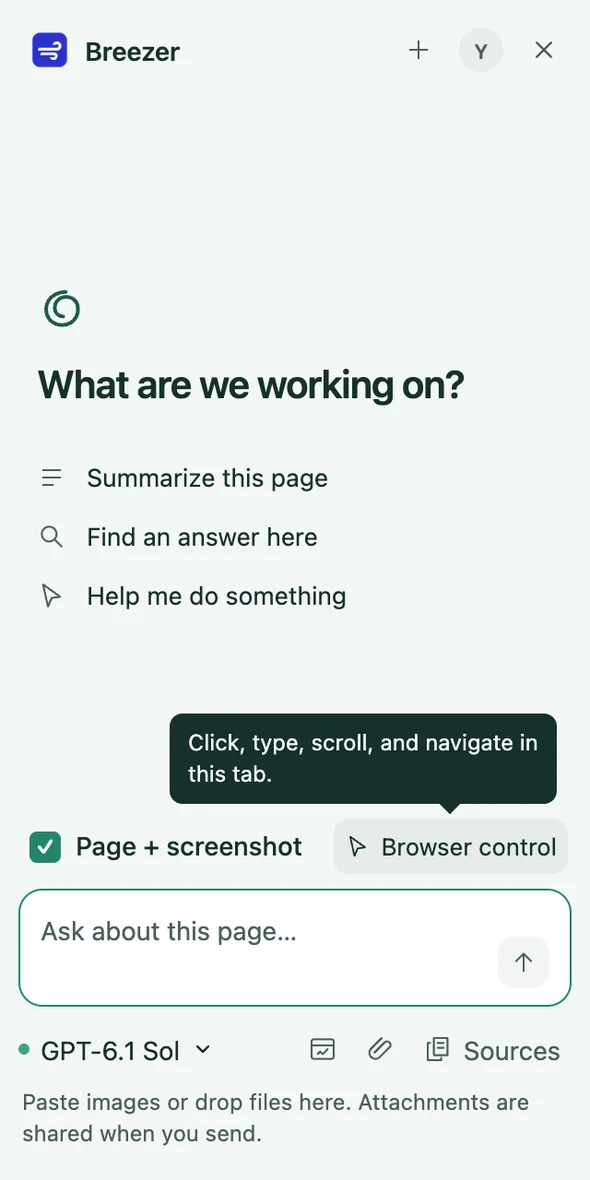 Breezer
Y
What are we working on?
Summarize this page
Find an answer here
Help me do something
Click, type, scroll, and navigate in
this tab.
Page + screenshot
Browser control
Ask about this page...
GPT-6.1 Sol
Sources
Paste images or drop files here. Attachments are
shared when you send.